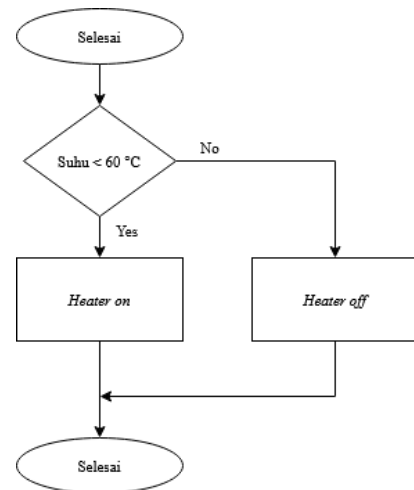 Selesai
Suhu < 60 °C
No
Yes
Heater on
Heater off
Selesai